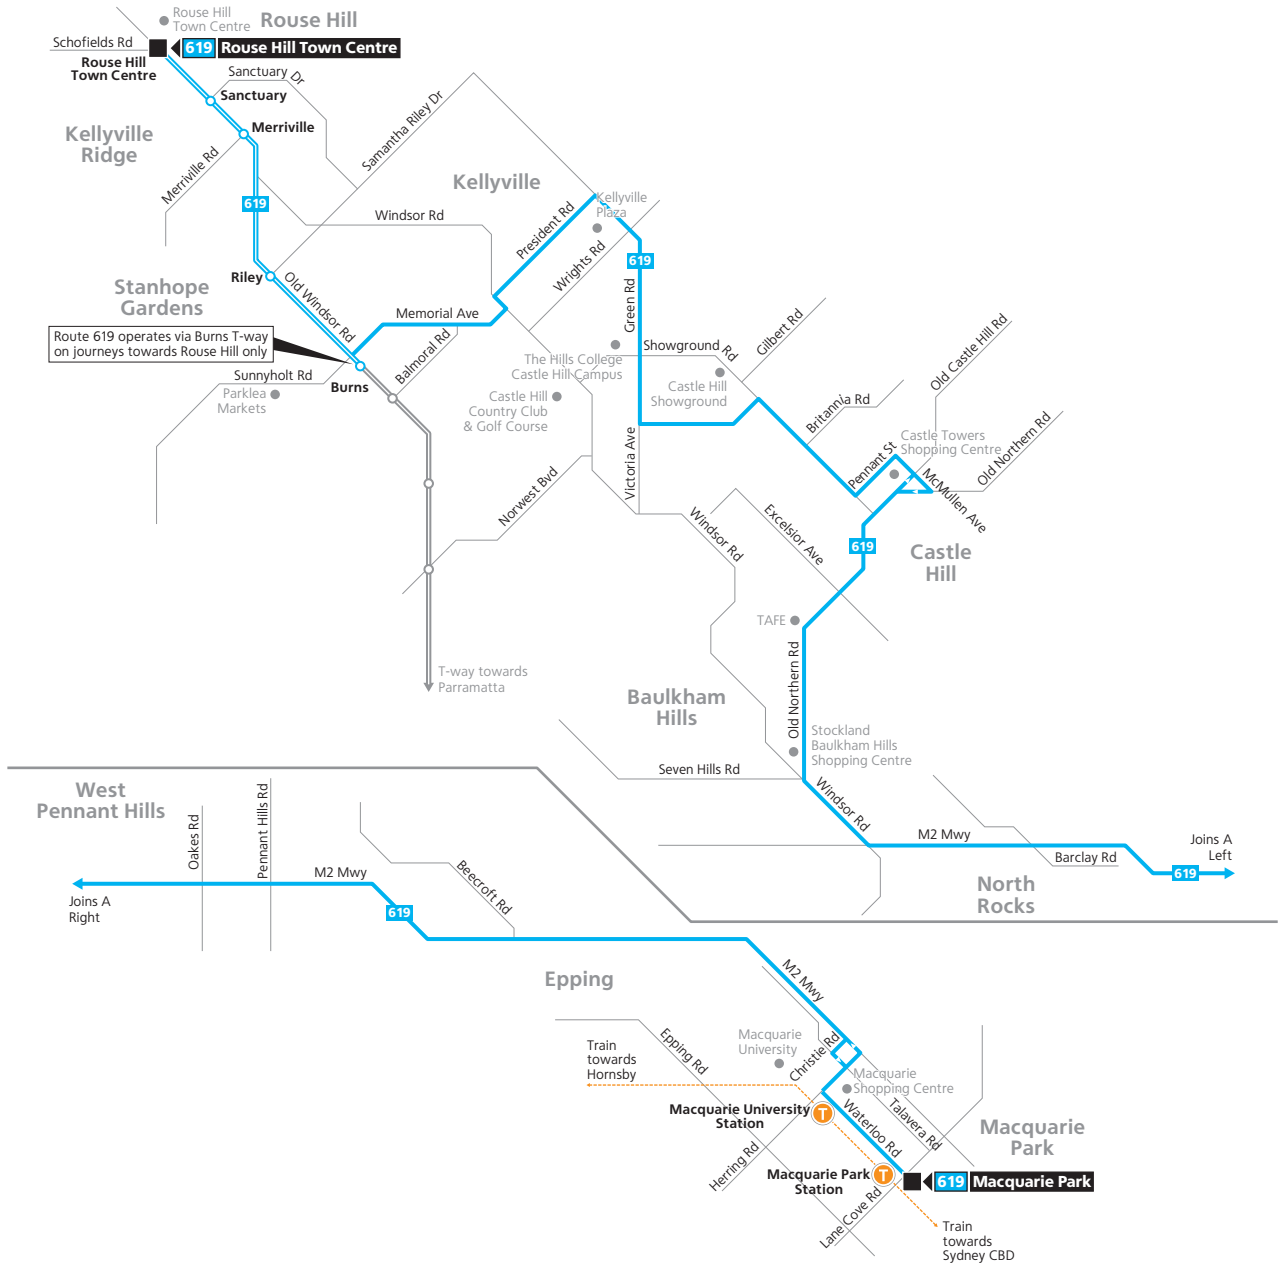 Rouse Hill
Town Centre
Rouse Hill
Schofields Rd
619 Rouse Hill Town Centre
Rouse Hill
Town Centre
Sanctuary Dr
Sanctuary
Merriville
Kellyville
Ridge
Merriville Rd
Samantha Riley Dr
Kellyville
Kellyville
Plaza
619
Windsor Rd
President Rd
Wrights Rd
619
Riley
Old Windsor Rd
Stanhope
Gardens
Green Rd
Memorial Ave
Balmoral Rd
Gilbert Rd
Old Castle Hill Rd
Route 619 operates via Burns T-way
on journeys towards Rouse Hill only
Showground Rd
The Hills College
Castle Hill Campus
Sunnyholt Rd
Burns
Parklea
Markets
Castle Hill
Country Club
& Golf Course
Castle Hill
Showground
Britannia Rd
Castle Towers
Shopping Centre
Old Northern Rd
Pennant St
McMullen Ave
Victoria Ave
Norwest Bvd
Windsor Rd
Excelsior Ave
619
Castle
Hill
TAFE
T-way towards
Parramatta
Baulkham
Hills
Old Northern Rd
Stockland
Baulkham Hills
Shopping Centre
Seven Hills Rd
Windsor Rd
M2 Mwy
Barclay Rd
Joins A
Left
619
North
Rocks
West
Pennant Hills
Oakes Rd
Pennant Hills Rd
M2 Mwy
Joins A
Right
619
Beecroft Rd
Epping
M2 Mwy
Train
towards
Hornsby
Epping Rd
Macquarie
University
Christie Rd
Macquarie
Shopping Centre
Talavera Rd
Macquarie University
Station
T
Waterloo Rd
Macquarie
Park
Herring Rd
Macquarie Park
Station
T
619 Macquarie Park
Lane Cove Rd
Train
towards
Sydney CBD